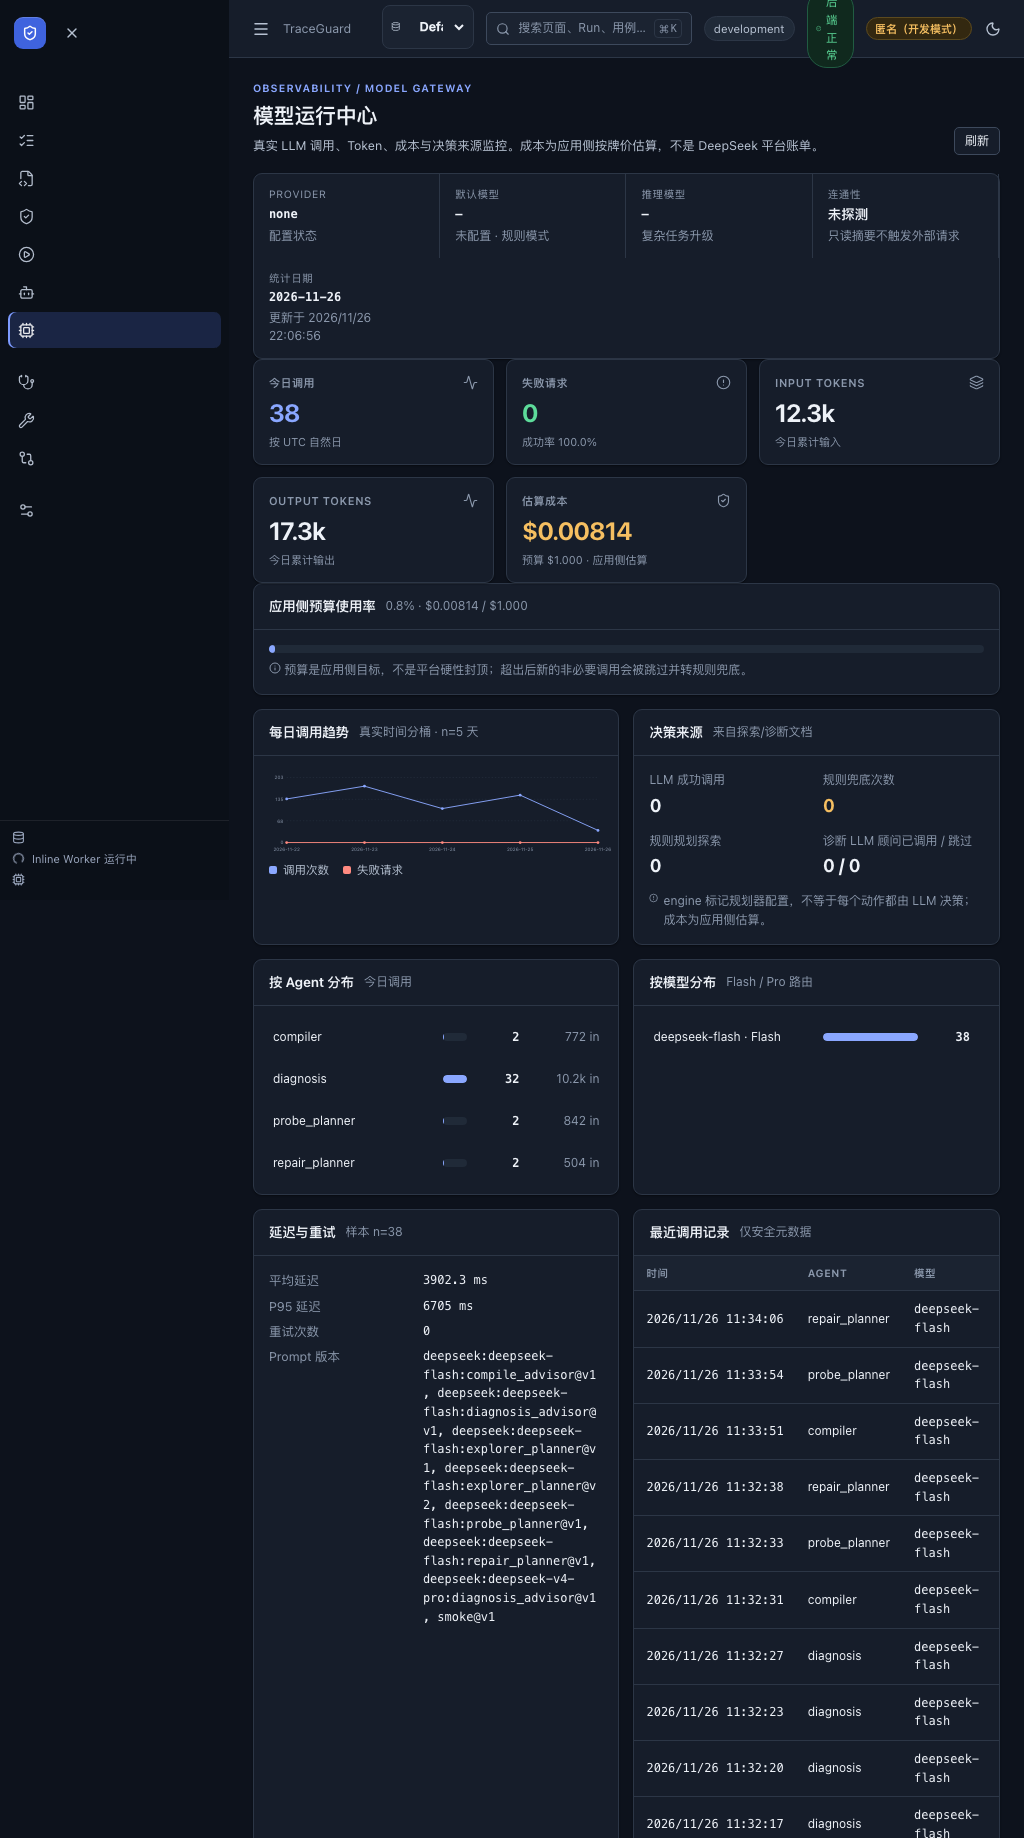 TraceGuard
Defa
搜索页面、Run、用例...
⌘K
development
后端正常
匿名（开发模式）
OBSERVABILITY / MODEL GATEWAY
模型运行中心
真实 LLM 调用、Token、成本与决策来源监控。成本为应用侧按牌价估算，不是 DeepSeek 平台账单。
刷新
PROVIDER
none
配置状态
默认模型
—
未配置 · 规则模式
推理模型
—
复杂任务升级
连通性
未探测
只读摘要不触发外部请求
统计日期
2026-11-26
更新于 2026/11/26
22:06:56
今日调用
38
按 UTC 自然日
失败请求
0
成功率 100.0%
INPUT TOKENS
12.3k
今日累计输入
OUTPUT TOKENS
17.3k
今日累计输出
估算成本
$0.00814
预算 $1.000 · 应用侧估算
应用侧预算使用率 0.8% · $0.00814 / $1.000
预算是应用侧目标，不是平台硬性封顶；超出后新的非必要调用会被跳过并转规则兜底。
Inline Worker 运行中
每日调用趋势 真实时间分桶 · n=5 天
2026-11-22 2026-11-23 2026-11-24 2026-11-25 2026-11-26
调用次数 失败请求
决策来源 来自探索/诊断文档
LLM 成功调用
0
规则兜底次数
0
规则规划探索
0
诊断 LLM 顾问已调用 / 跳过
0 / 0
engine 标记规划器配置，不等于每个动作都由 LLM 决策；
成本为应用侧估算。
按 Agent 分布 今日调用
compiler 2 772 in
diagnosis 32 10.2k in
probe_planner 2 842 in
repair_planner 2 504 in
按模型分布 Flash / Pro 路由
deepseek-flash · Flash 38
延迟与重试 样本 n=38
平均延迟 3902.3 ms
P95 延迟 6705 ms
重试次数 0
Prompt 版本 deepseek:deepseek-
flash:compile_advisor@v1
, deepseek:deepseek-
flash:diagnosis_advisor@
v1, deepseek:deepseek-
flash:explorer_planner@v
1, deepseek:deepseek-
flash:explorer_planner@v
2, deepseek:deepseek-
flash:probe_planner@v1,
deepseek:deepseek-
flash:repair_planner@v1,
deepseek:deepseek-v4-
pro:diagnosis_advisor@v1
, smoke@v1
最近调用记录 仅安全元数据
时间 AGENT 模型
2026/11/26 11:34:06 repair_planner deepseek-
flash
2026/11/26 11:33:54 probe_planner deepseek-
flash
2026/11/26 11:33:51 compiler deepseek-
flash
2026/11/26 11:32:38 repair_planner deepseek-
flash
2026/11/26 11:32:33 probe_planner deepseek-
flash
2026/11/26 11:32:31 compiler deepseek-
flash
2026/11/26 11:32:27 diagnosis deepseek-
flash
2026/11/26 11:32:23 diagnosis deepseek-
flash
2026/11/26 11:32:20 diagnosis deepseek-
flash
2026/11/26 11:32:17 diagnosis deepseek-
flash